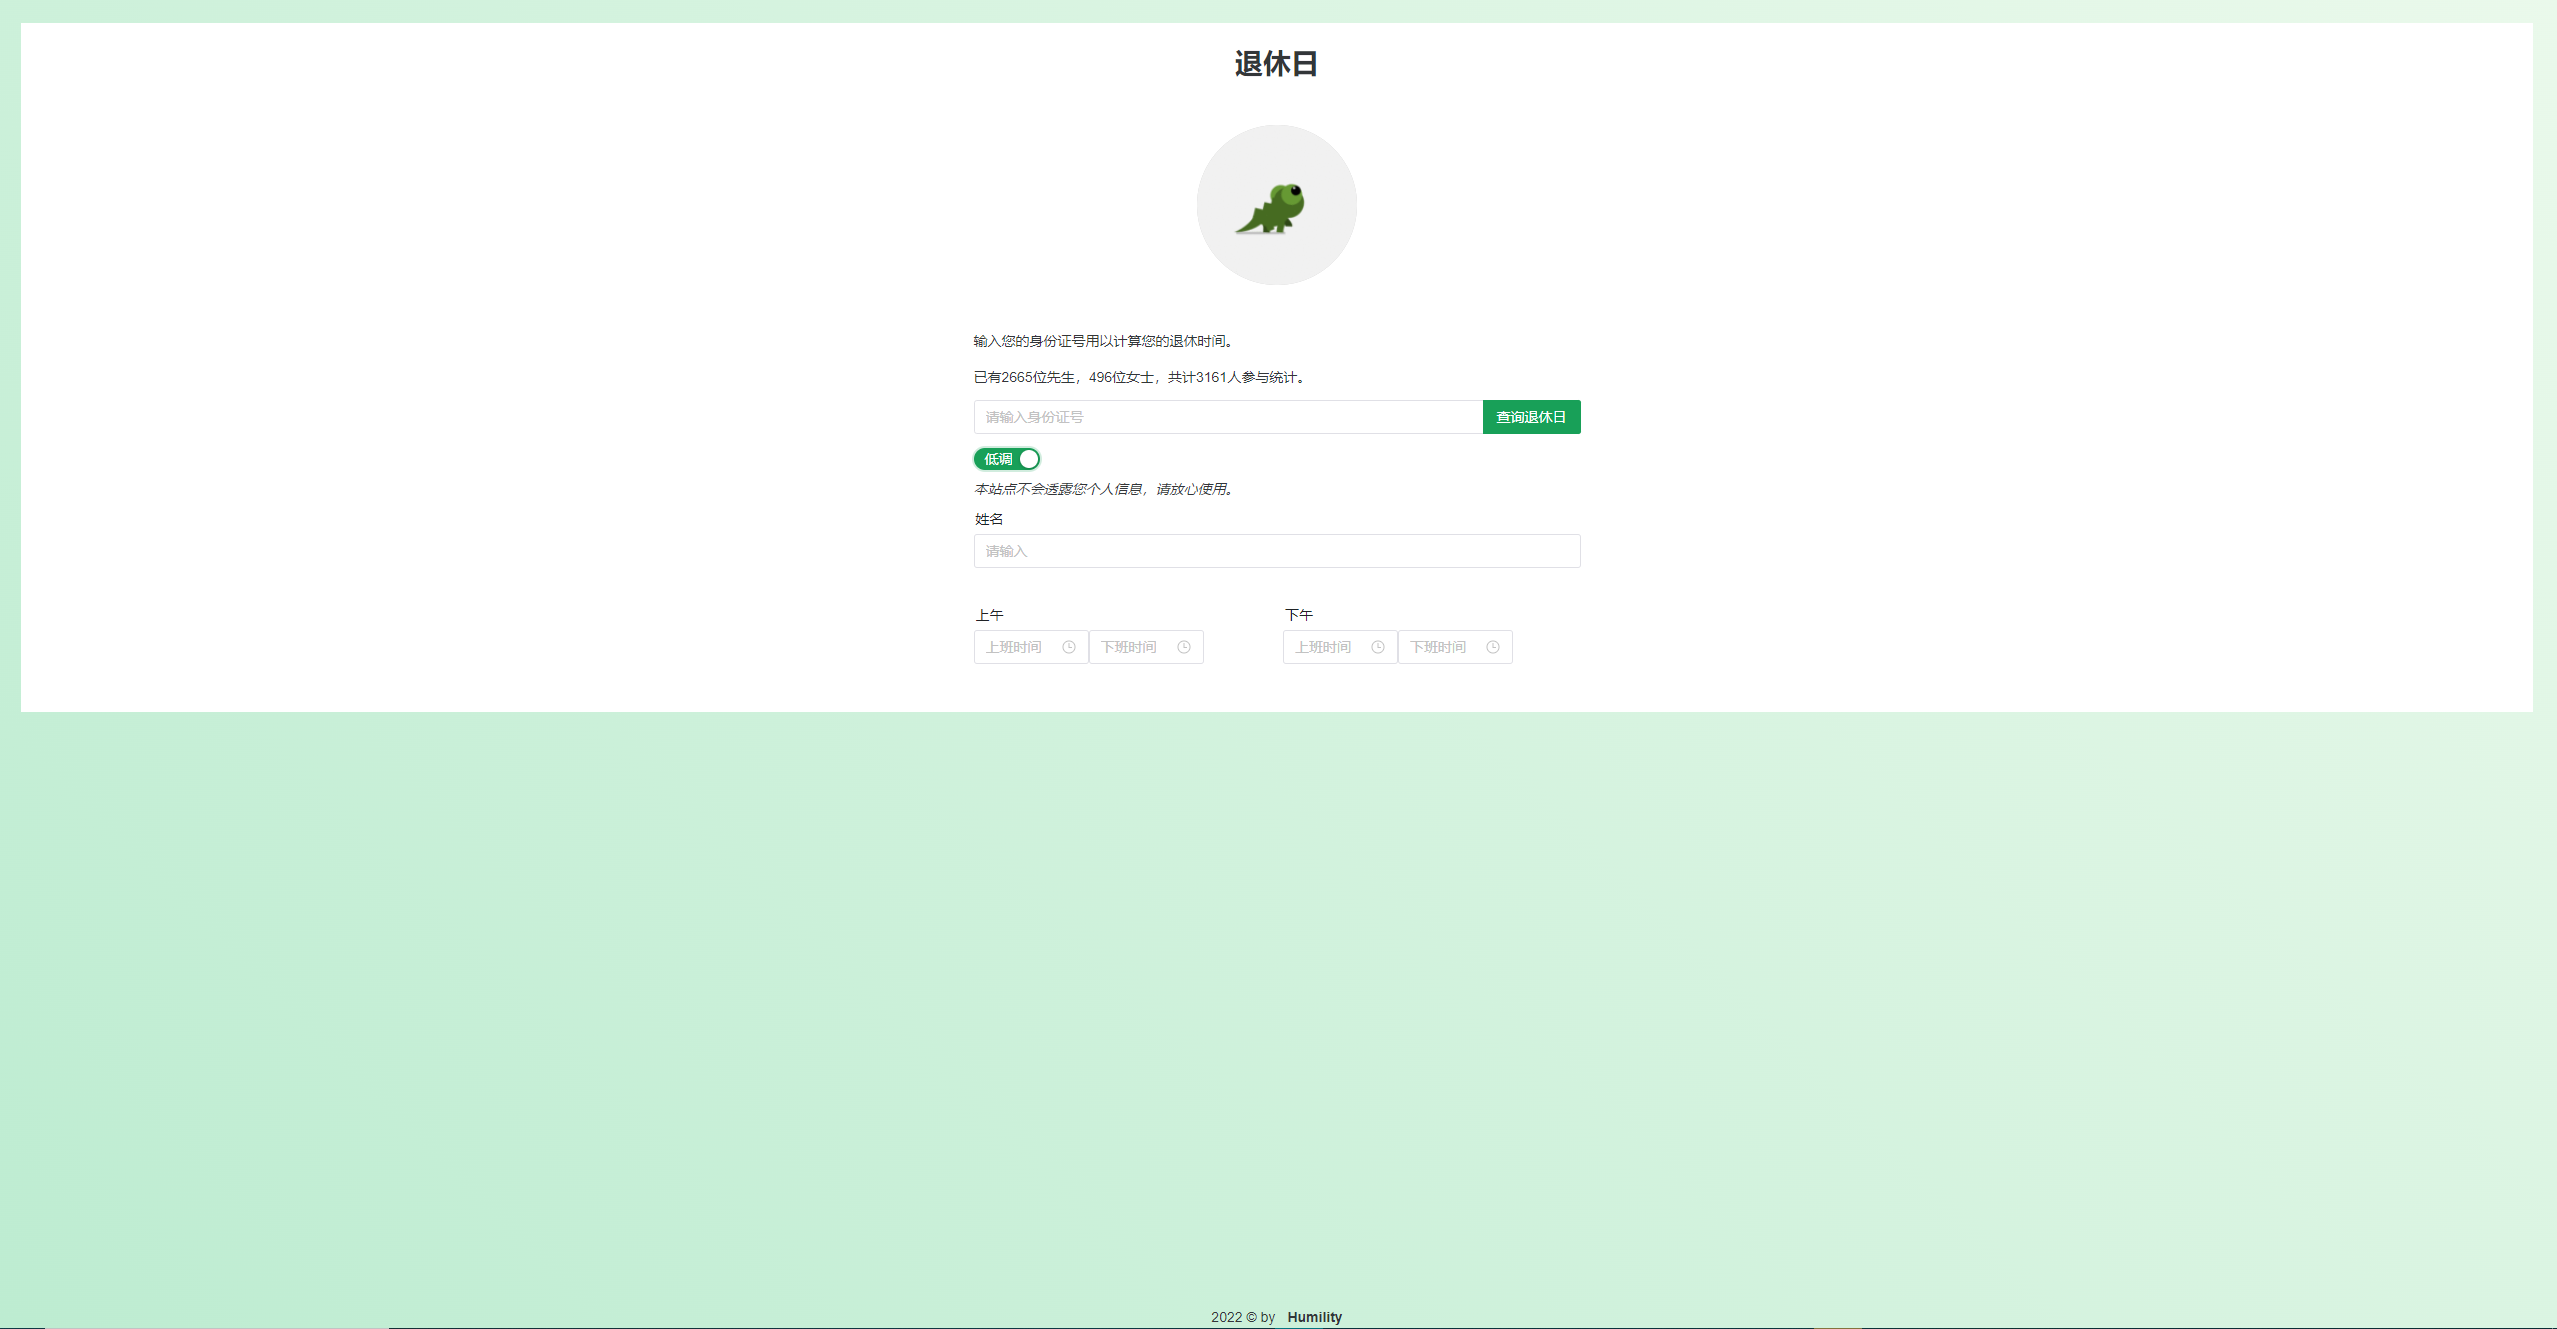 退休日
输入您的身份证号用以计算您的退休时间。
已有2665位先生，496位女士，共计3161人参与统计。
请输入身份证号 查询退休日
低调
本站点不会透露您个人信息，请放心使用。
姓名
请输入
上午 下午
上班时间 下班时间 上班时间 下班时间
2022 © by Humility